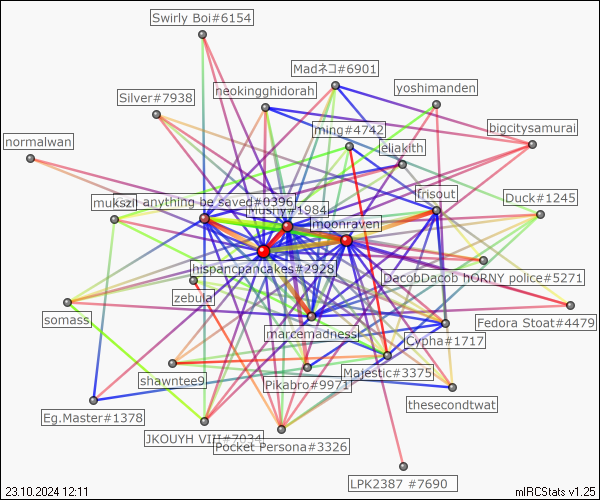 Swirly Boi#6154
Madネコ#6901
yoshimanden
neokingghidorah
Silver#7938
ming#4742
bigcitysamurai
normalwan
eliakith
frisout
Duck#1245
mukszi
anything be saved#0396
Mushy#1984
moonraven
hispancpancakes#2928
DacobDacob hORNY police#5271
zebula
somass
marcemadness
Fedora Stoat#4479
Cypha#1717
shawntee9
Pikabro#9971
Majestic#3375
thesecondtwat
Eg.Master#1378
JKOUYH VIII#7934
Pocket Persona#3326
LPK2387 #7690
23.10.2024 12:11
mIRCStats v1.25